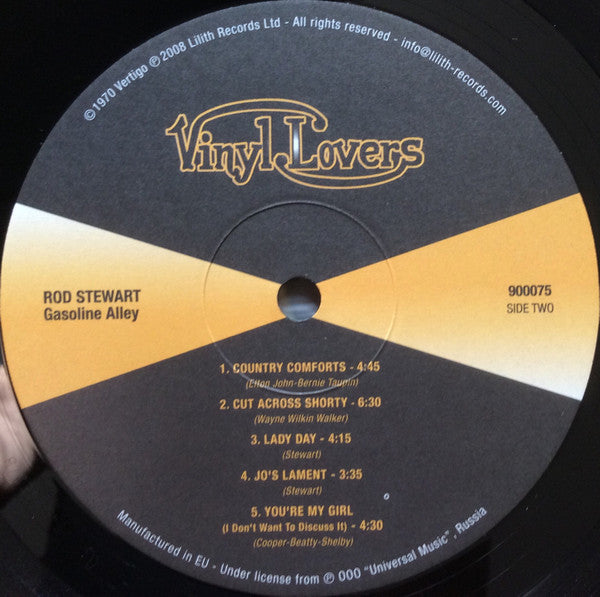 ©1970 Vertigo ℗2008 Lilith Records Ltd - All rights reserved - info@lilith-records.com
Vinyl Lovers
ROD STEWART
Gasoline Alley
900075
SIDE TWO
1. COUNTRY COMFORTS - 4:45
(Elton John-Bernie Taupin)
2. CUT ACROSS SHORTY - 6:30
(Wayne Wilkin Walker)
3. LADY DAY - 4:15
(Stewart)
4. JO'S LAMENT - 3:35
(Stewart)
5. YOU'RE MY GIRL
(I Don't Want To Discuss It) - 4:30
(Cooper-Beatty-Shelby)
Manufactured in EU - Under license from ℗ OOO "Universal Music", Russia